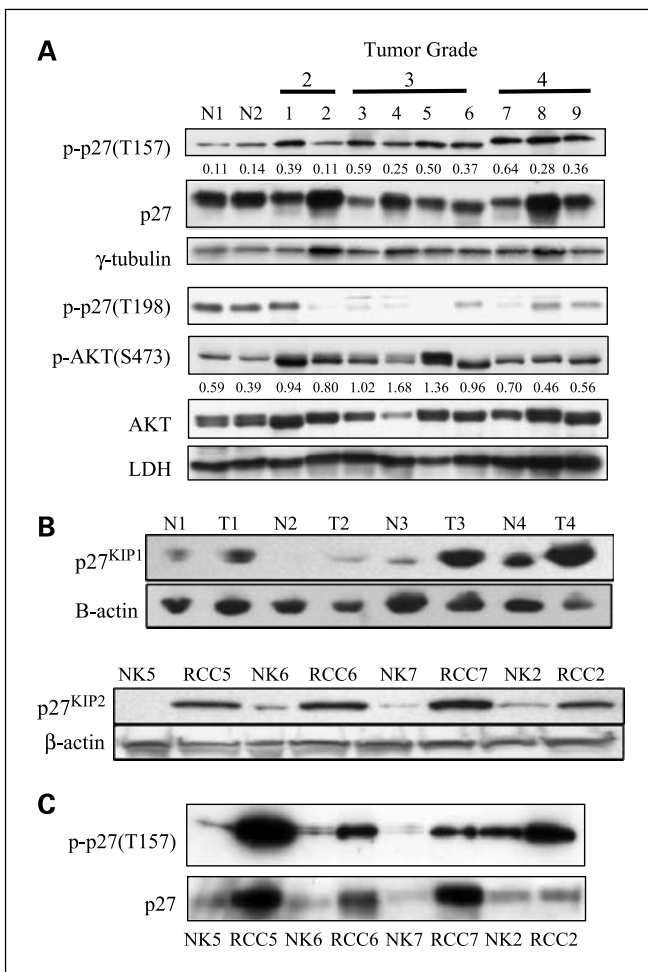 A
Tumor Grade
2 3 4
N1 N2 1 2 3 4 5 6 7 8 9
p-p27(T157)
0.11 0.14 0.39 0.11 0.59 0.25 0.50 0.37 0.64 0.28 0.36
p27
γ-tubulin
p-p27(T198)
p-AKT(S473)
0.59 0.39 0.94 0.80 1.02 1.68 1.36 0.96 0.70 0.46 0.56
AKT
LDH
B
N1 T1 N2 T2 N3 T3 N4 T4
p27KIP1
B-actin
NK5 RCC5 NK6 RCC6 NK7 RCC7 NK2 RCC2
p27KIP2
β-actin
C
p-p27(T157)
p27
NK5 RCC5 NK6 RCC6 NK7 RCC7 NK2 RCC2